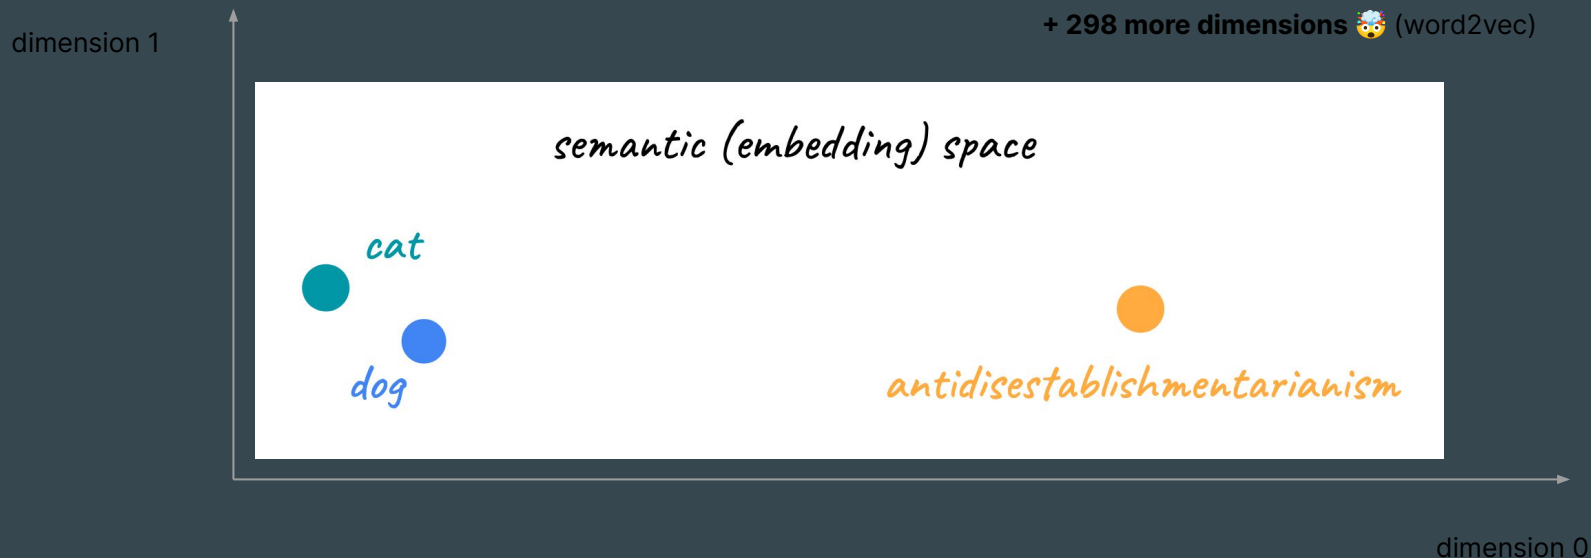 dimension 1
+ 298 more dimensions 🤯 (word2vec)
semantic (embedding) space
cat
dog
antidisestablishmentarianism
dimension 0